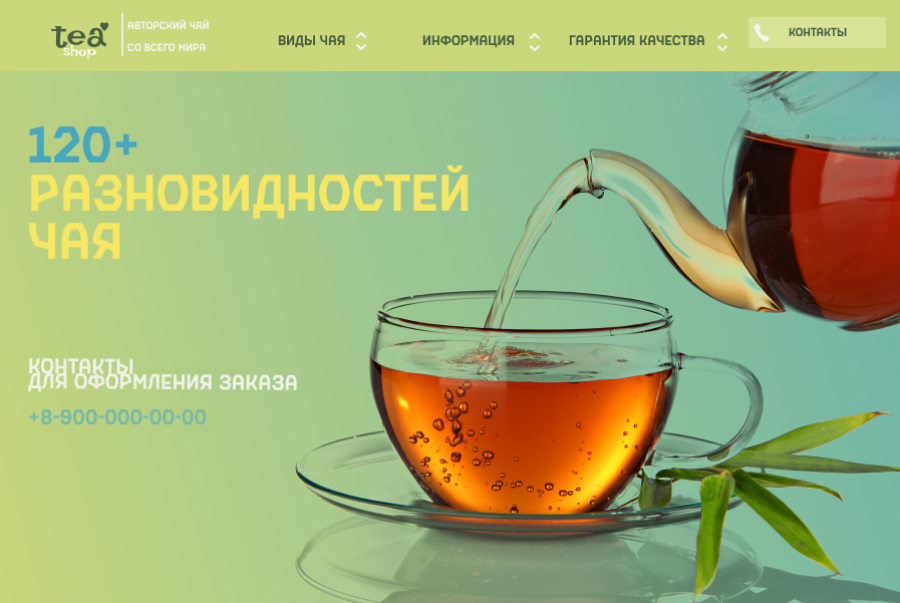 tea
shop
АВТОРСКИЙ ЧАЙ
СО ВСЕГО МИРА
ВИДЫ ЧАЯ
ИНФОРМАЦИЯ
ГАРАНТИЯ КАЧЕСТВА
КОНТАКТЫ
120+
РАЗНОВИДНОСТЕЙ
ЧАЯ
КОНТАКТЫ
ДЛЯ ОФОРМЛЕНИЯ ЗАКАЗА
+8-900-000-00-00